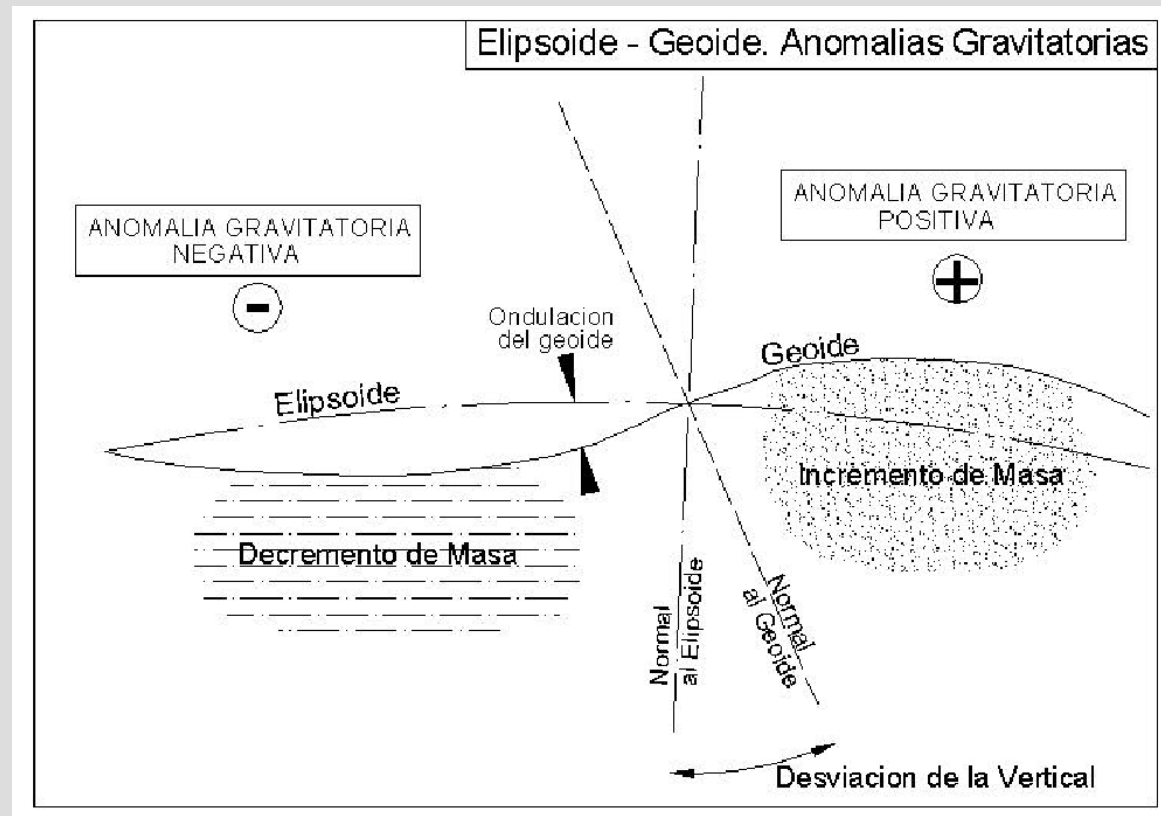 Elipsoide - Geoide. Anomalias Gravitatorias
ANOMALIA GRAVITATORIA
NEGATIVA
-
ANOMALIA GRAVITATORIA
POSITIVA
+
Ondulacion
del geoide
Elipsoide
Geoide
Incremento de Masa
Decremento de Masa
Normal
al Elipsoide
Normal
al Geoide
Desviacion de la Vertical